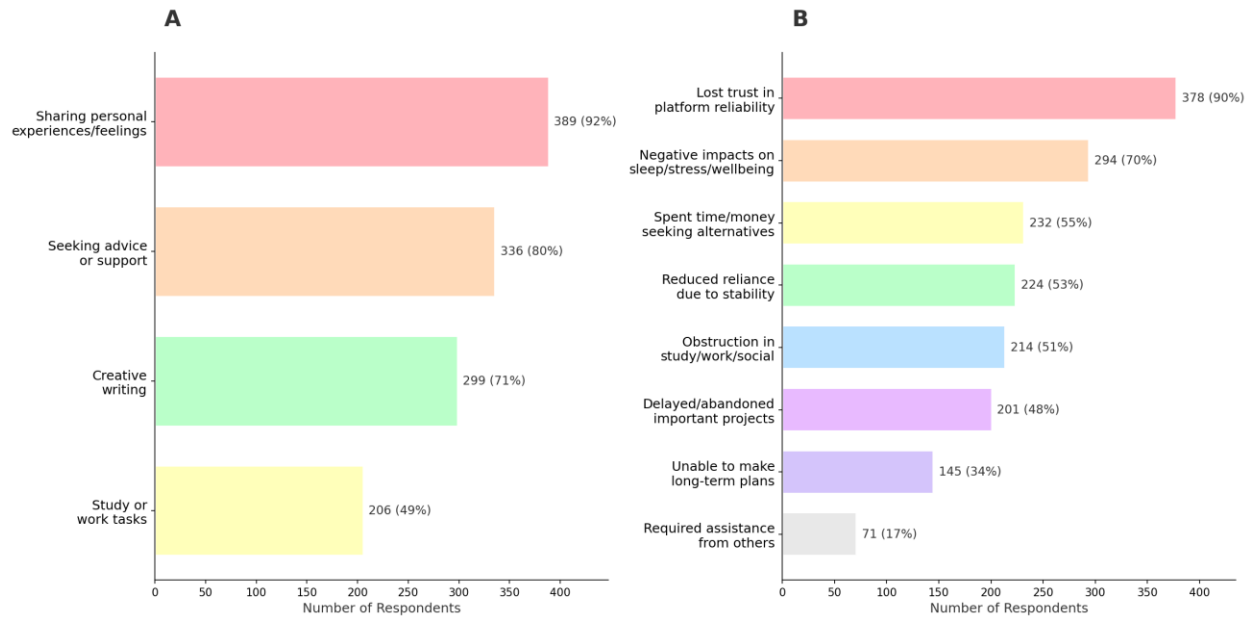 A
Sharing personal
experiences/feelings
389 (92%)
Seeking advice
or support
336 (80%)
Creative
writing
299 (71%)
Study or
work tasks
206 (49%)
0 50 100 150 200 250 300 350 400
Number of Respondents
B
Lost trust in
platform reliability
378 (90%)
Negative impacts on
sleep/stress/wellbeing
294 (70%)
Spent time/money
seeking alternatives
232 (55%)
Reduced reliance
due to stability
224 (53%)
Obstruction in
study/work/social
214 (51%)
Delayed/abandoned
important projects
201 (48%)
Unable to make
long-term plans
145 (34%)
Required assistance
from others
71 (17%)
0 50 100 150 200 250 300 350 400
Number of Respondents